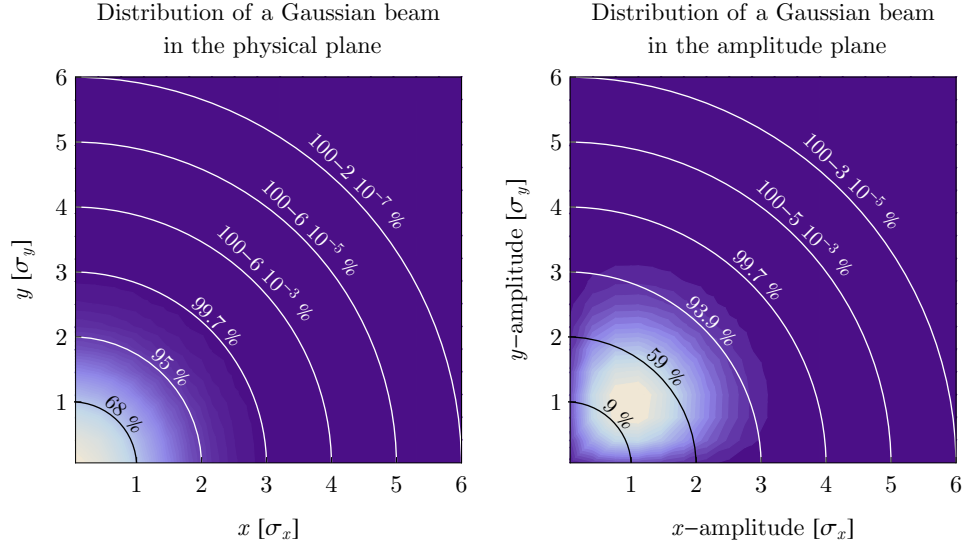 Distribution of a Gaussian beam
in the physical plane
6
5
4
3
2
1
y [σy]
100−2 10⁻⁷ %
100−6 10⁻⁵ %
100−6 10⁻³ %
99.7 %
95 %
68 %
1 2 3 4 5 6
x [σx]
Distribution of a Gaussian beam
in the amplitude plane
6
5
4
3
2
1
y−amplitude [σy]
100−3 10⁻⁵ %
100−5 10⁻³ %
99.7 %
93.9 %
59 %
9 %
1 2 3 4 5 6
x−amplitude [σx]